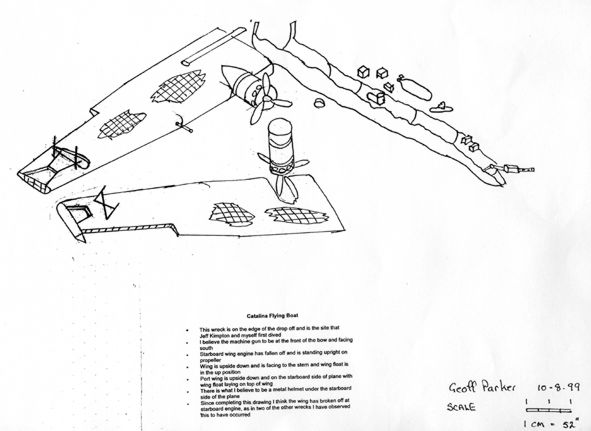 Catalina Flying Boat
• This wreck is on the edge of the drop off and is the site that
Jeff Kimpton and myself first dived
• I believe the machine gun to be at the front of the bow and facing
south
• Starboard wing engine has fallen off and is standing upright on
propeller
• Wing is upside down and is facing to the stern and wing float is
in the up position
• Port wing is upside down and on the starboard side of plane with
wing float laying on top of wing
• There is what I believe to be a metal helmet under the starboard
side of the plane
• Since completing this drawing I think the wing has broken off at
starboard engine, as in two of the other wrecks I have observed
this to have occurred
Geoff Parker 10-8-99
SCALE
1 cm = 52"